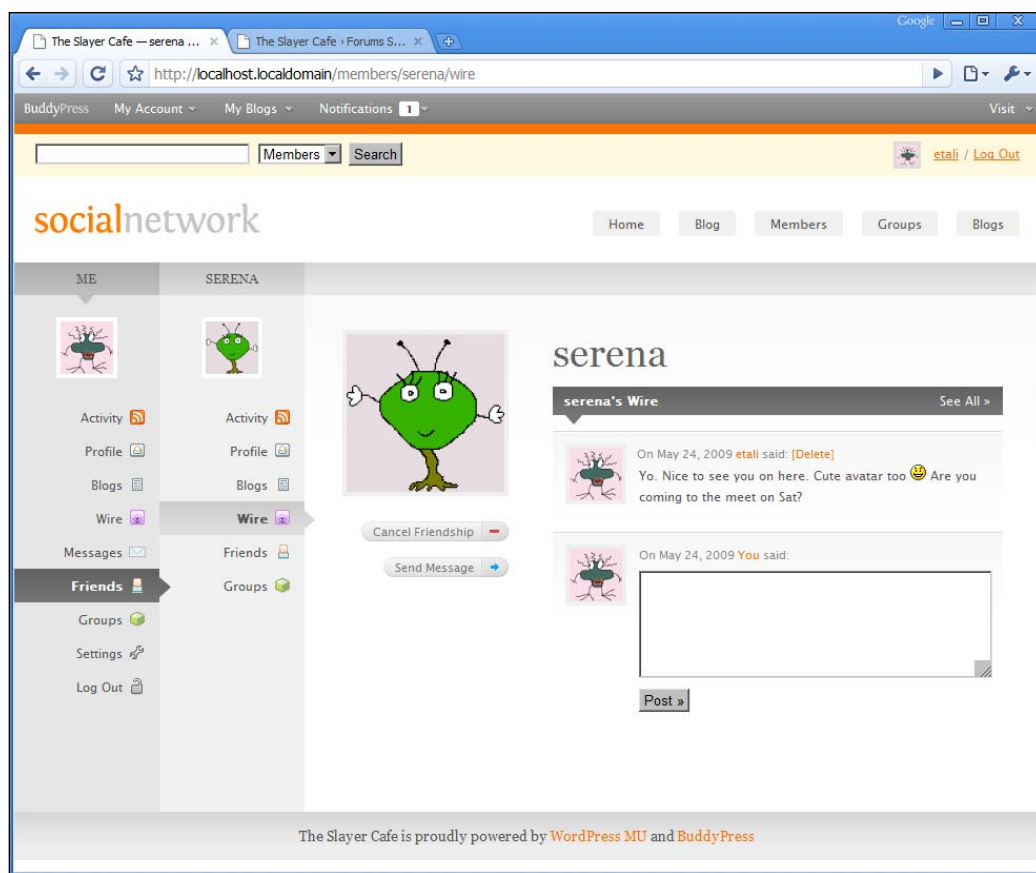 Google
The Slayer Cafe — serena ...
The Slayer Cafe › Forums S...
http://localhost.localdomain/members/serena/wire
BuddyPress My Account My Blogs Notifications 1 Visit
Members Search etali / Log Out
socialnetwork
Home Blog Members Groups Blogs
ME SERENA
serena
serena's Wire See All »
Activity Activity
Profile Profile
Blogs Blogs
Wire Wire
Messages Friends
Friends Groups
Groups
Settings
Log Out
Cancel Friendship
Send Message
On May 24, 2009 etali said: [Delete]
Yo. Nice to see you on here. Cute avatar too Are you
coming to the meet on Sat?
On May 24, 2009 You said:
Post »
The Slayer Cafe is proudly powered by WordPress MU and BuddyPress